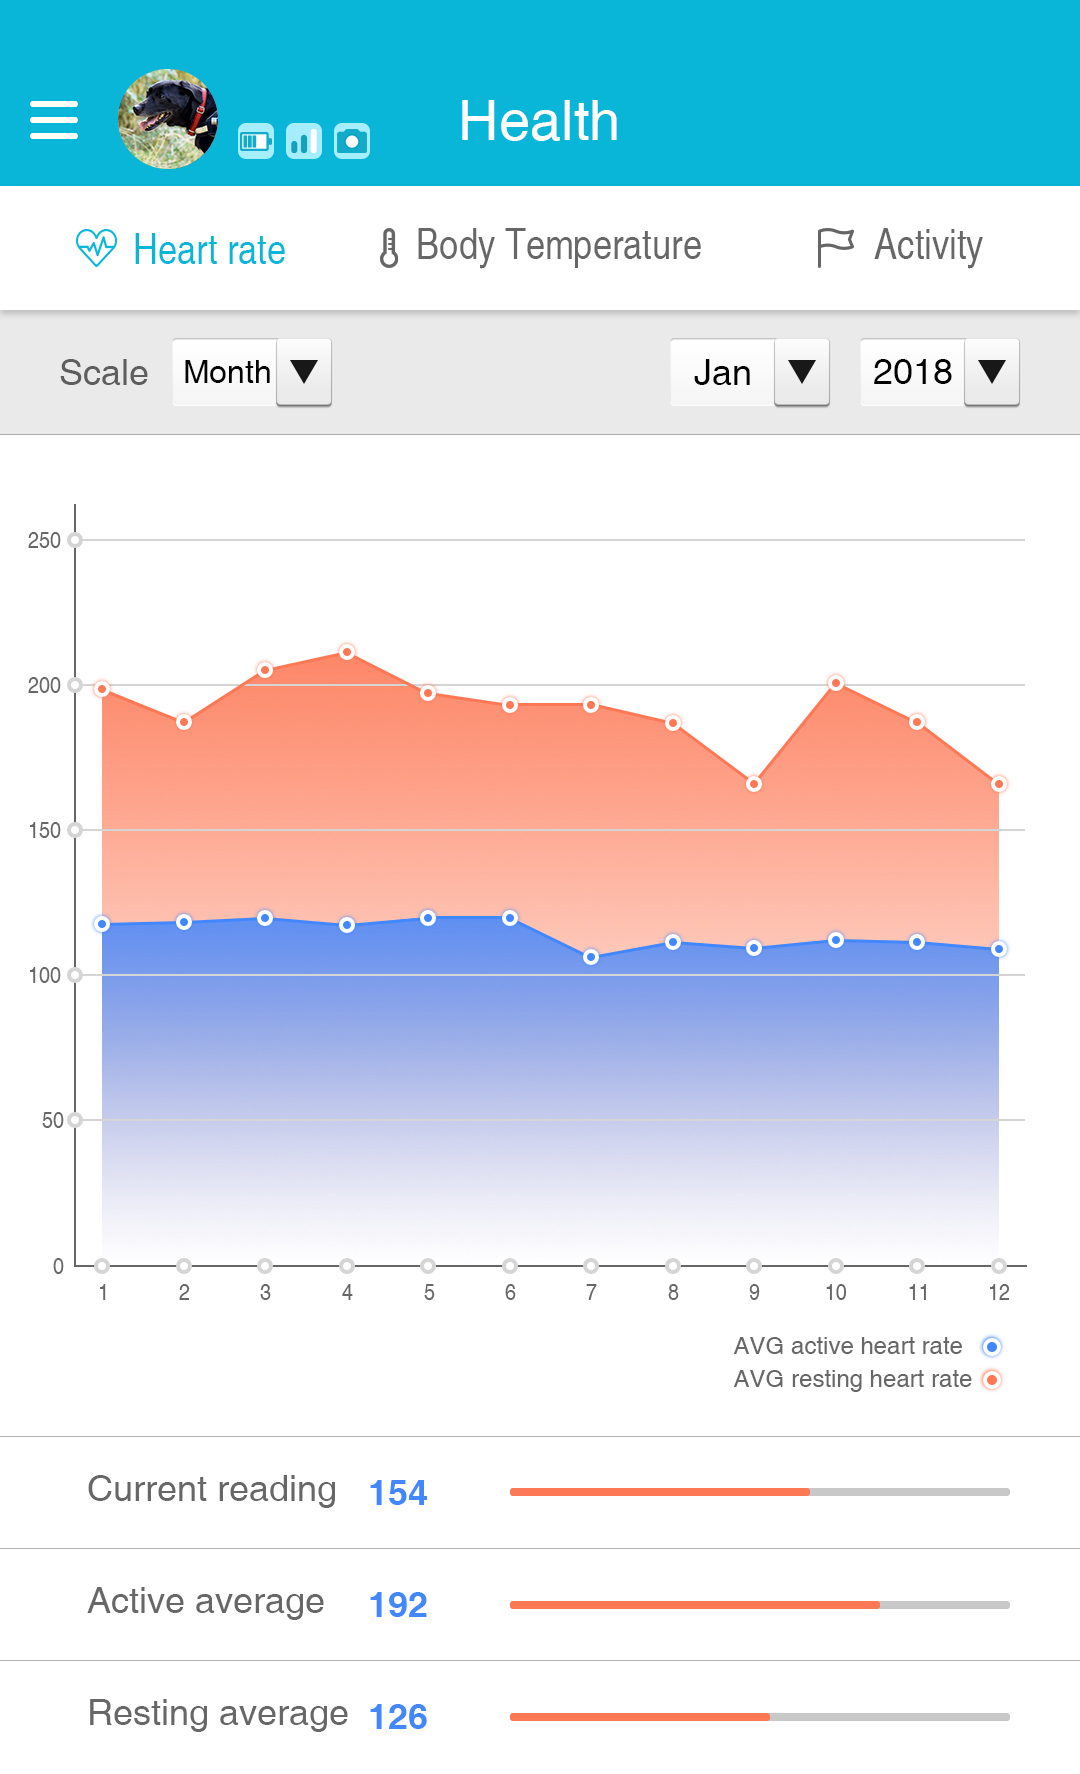 Health
Heart rate
Body Temperature
Activity
Scale
Month
Jan
2018
250
200
150
100
50
0
1 2 3 4 5 6 7 8 9 10 11 12
AVG active heart rate
AVG resting heart rate
Current reading 154
Active average 192
Resting average 126